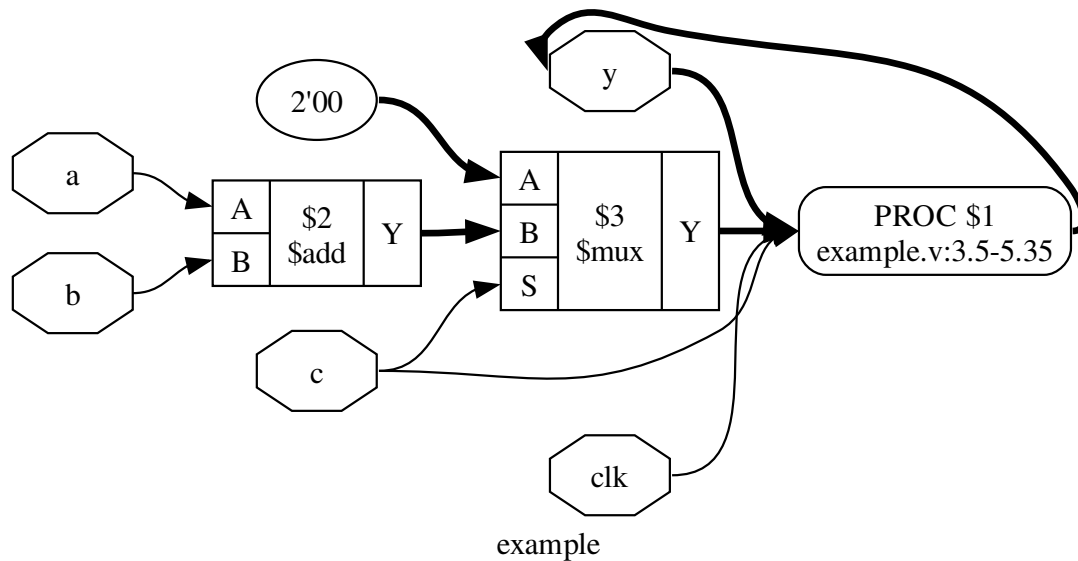 y
2'00
a
A
B
$2
$add
Y
b
A
B
S
$3
$mux
Y
PROC $1
example.v:3.5-5.35
c
clk
example